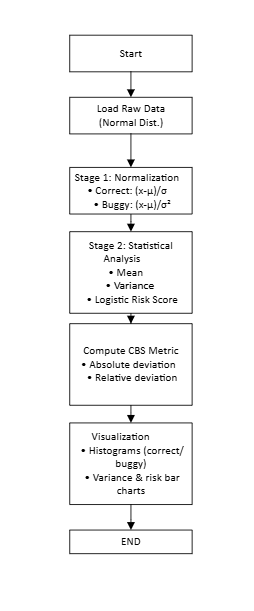 Start
Load Raw Data
(Normal Dist.)
Stage 1: Normalization
• Correct: (x-μ)/σ
• Buggy: (x-μ)/σ²
Stage 2: Statistical
Analysis
• Mean
• Variance
• Logistic Risk Score
Compute CBS Metric
• Absolute deviation
• Relative deviation
Visualization
• Histograms (correct/
buggy)
• Variance & risk bar
charts
END